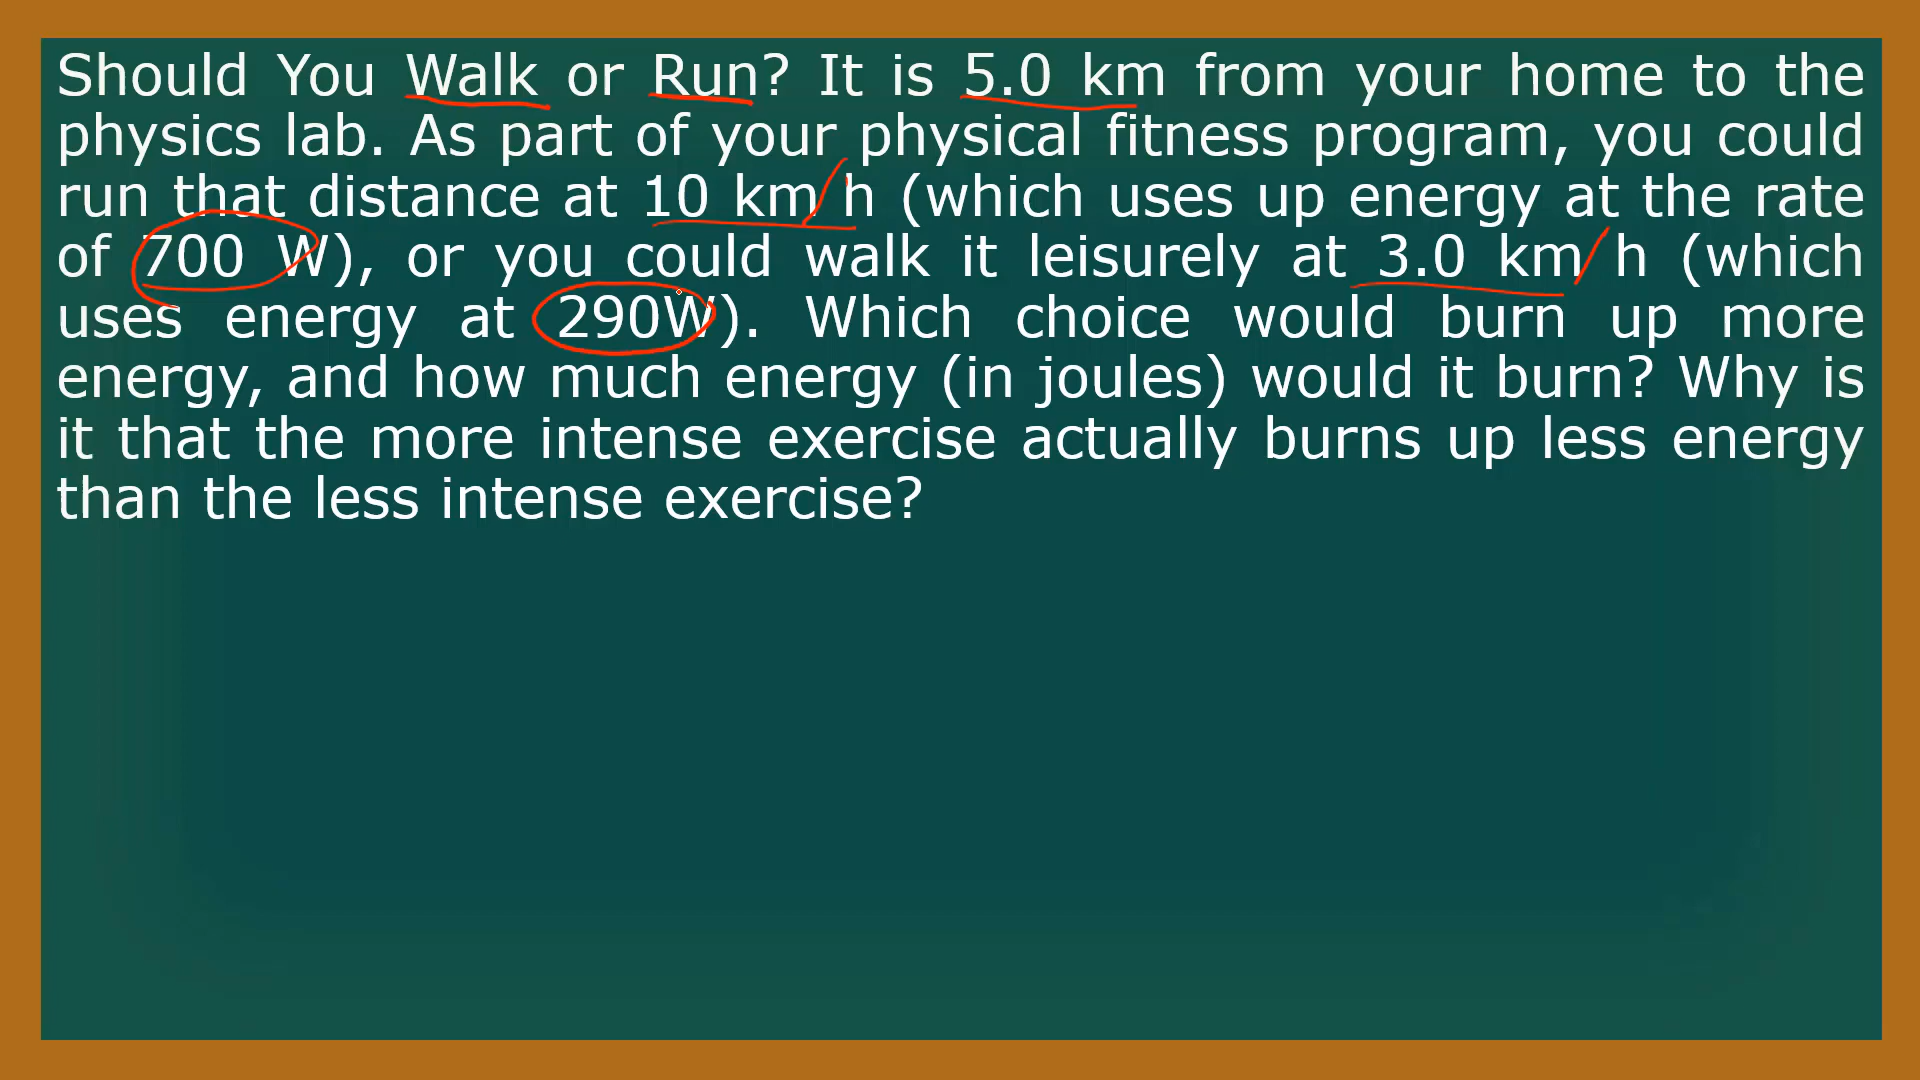 Should You Walk or Run? It is 5.0 km from your home to the
physics lab. As part of your physical fitness program, you could
run that distance at 10 km/h (which uses up energy at the rate
of 700 W), or you could walk it leisurely at 3.0 km/h (which
uses energy at 290W). Which choice would burn up more
energy, and how much energy (in joules) would it burn? Why is
it that the more intense exercise actually burns up less energy
than the less intense exercise?